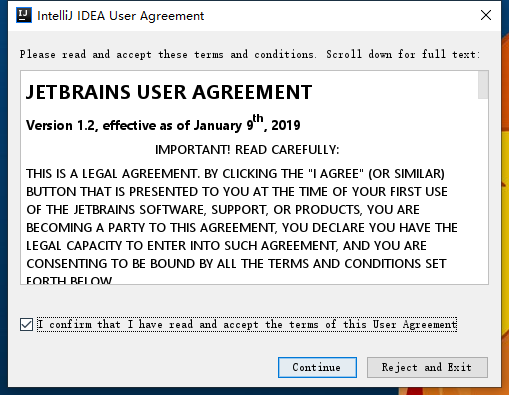 IntelliJ IDEA User Agreement
Please read and accept these terms and conditions. Scroll down for full text:
JETBRAINS USER AGREEMENT
Version 1.2, effective as of January 9th, 2019
IMPORTANT! READ CAREFULLY:
THIS IS A LEGAL AGREEMENT. BY CLICKING THE "I AGREE" (OR SIMILAR)
BUTTON THAT IS PRESENTED TO YOU AT THE TIME OF YOUR FIRST USE
OF THE JETBRAINS SOFTWARE, SUPPORT, OR PRODUCTS, YOU ARE
BECOMING A PARTY TO THIS AGREEMENT, YOU DECLARE YOU HAVE THE
LEGAL CAPACITY TO ENTER INTO SUCH AGREEMENT, AND YOU ARE
CONSENTING TO BE BOUND BY ALL THE TERMS AND CONDITIONS SET
FORTH BELOW
I confirm that I have read and accept the terms of this User Agreement
Continue
Reject and Exit